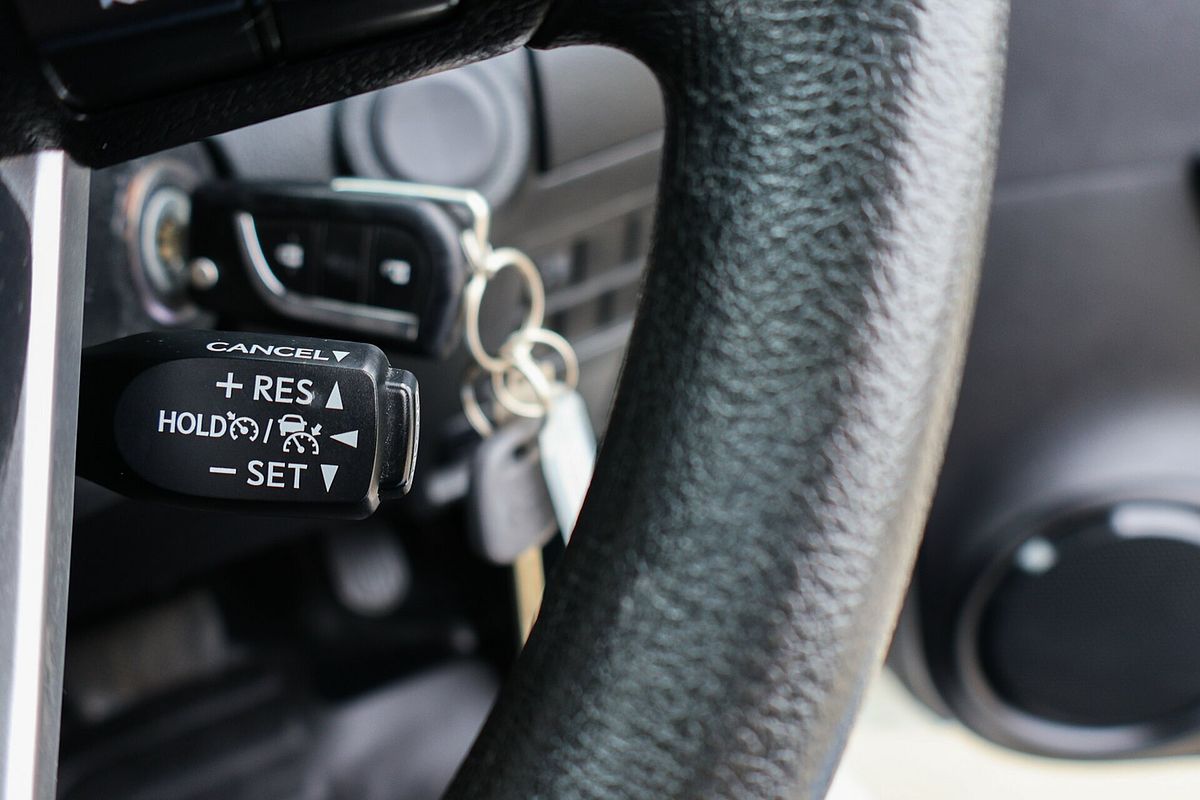 CANCEL▼
+ RES ▲
HOLD / ◄
− SET ▼